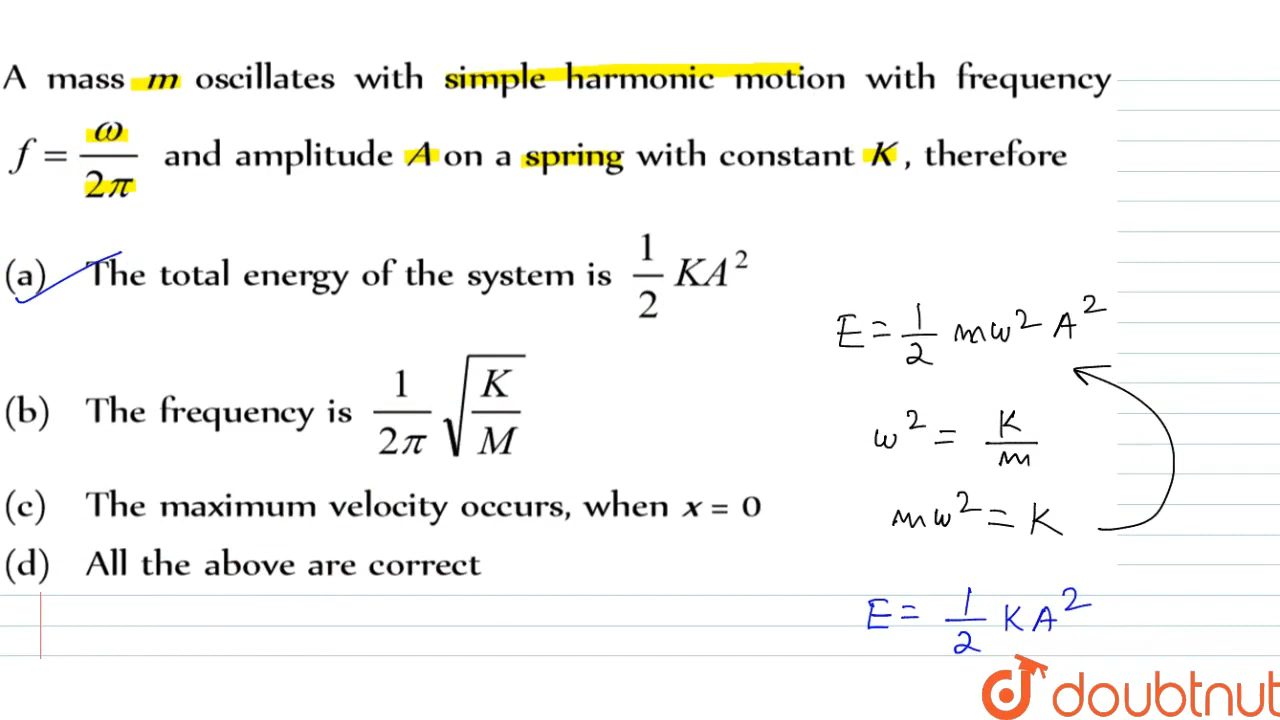 A mass m oscillates with simple harmonic motion with frequency
f = ω/2π and amplitude A on a spring with constant K , therefore
(a) The total energy of the system is 1/2 KA²
(b) The frequency is 1/2π √K/M
(c) The maximum velocity occurs, when x = 0
(d) All the above are correct
E = 1/2 mω² A²
ω² = K/m
mω² = K
E = 1/2 KA²
doubtnut